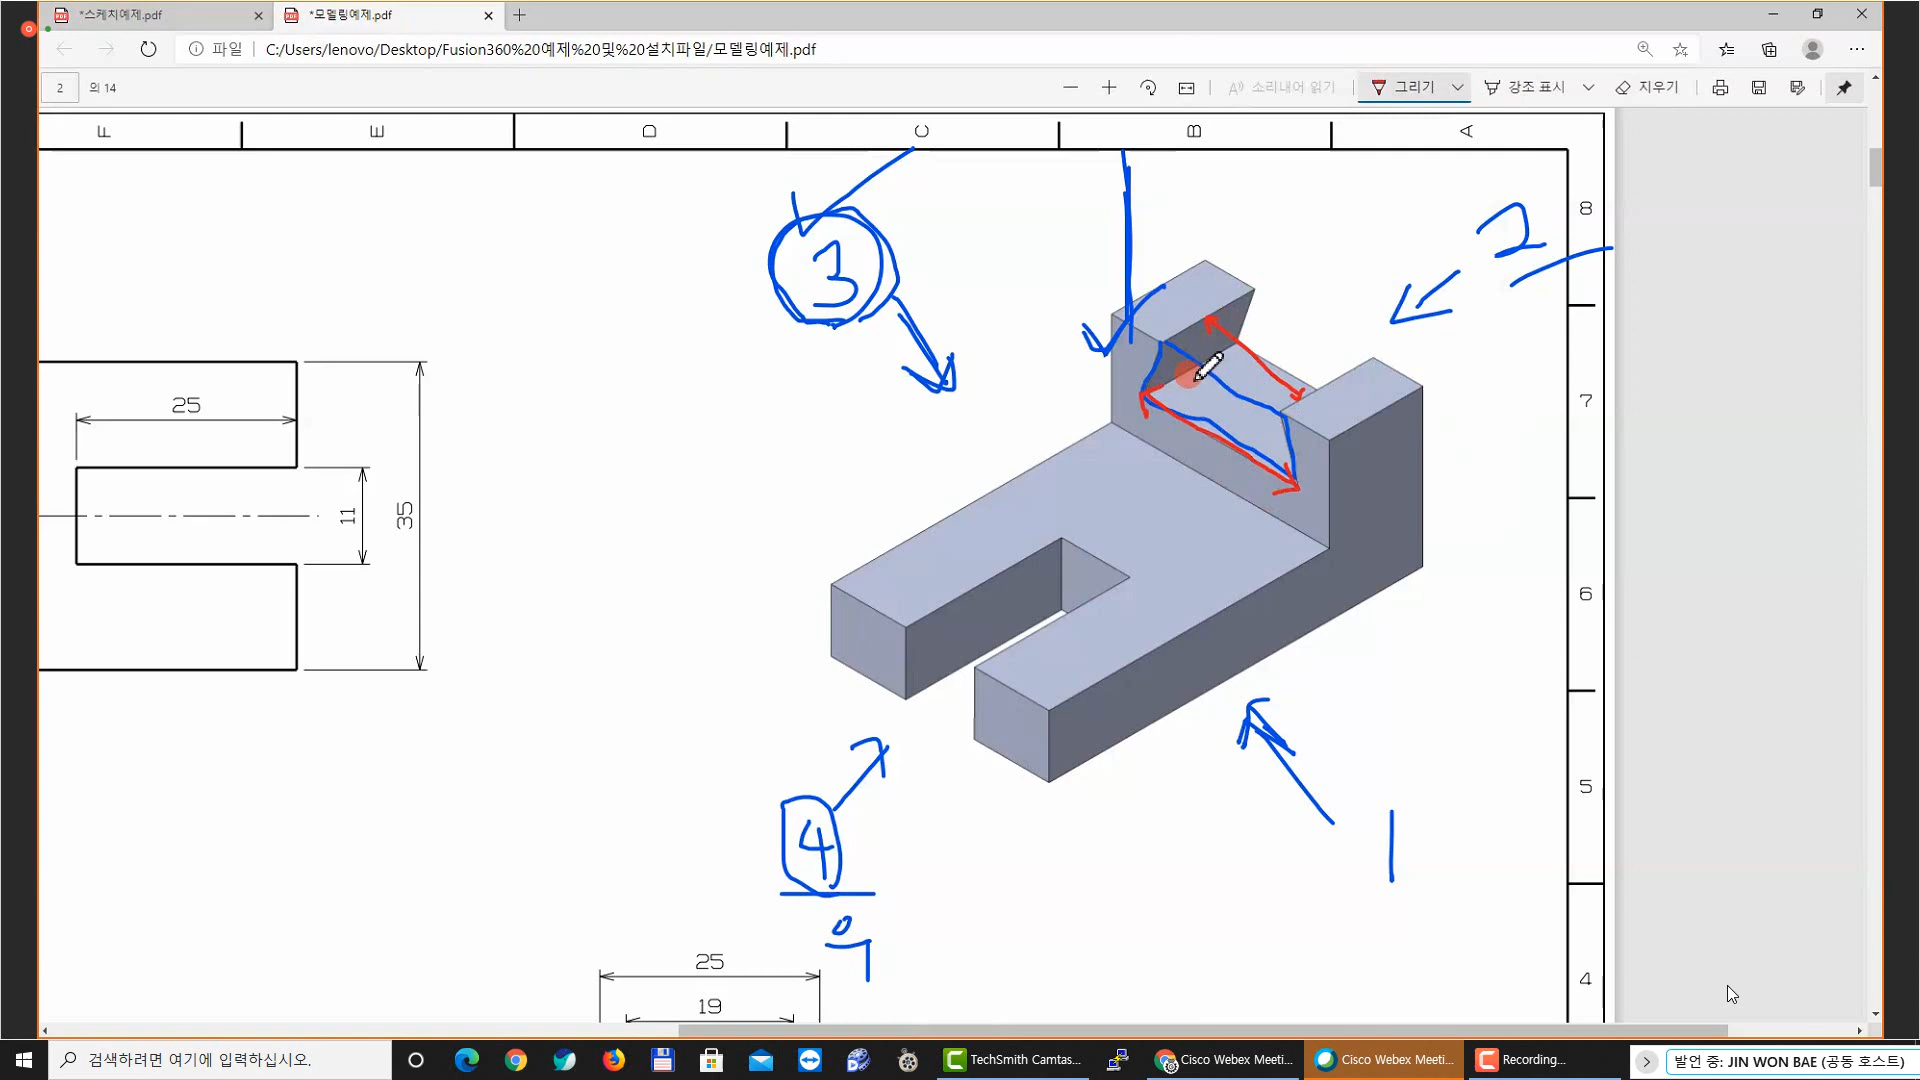 *스케치예제.pdf
*모델링예제.pdf
파일
C:/Users/lenovo/Desktop/Fusion360%20예제%20및%20설치파일/모델링예제.pdf
2
의 14
소리내어 읽기
그리기
강조 표시
지우기
F
E
D
C
B
A
8
7
6
5
4
3
2
25
11
35
4
1
25
19
검색하려면 여기에 입력하십시오.
TechSmith Camtas...
Cisco Webex Meeti...
Cisco Webex Meeti...
Recording...
발언 중: JIN WON BAE (공동 호스트)